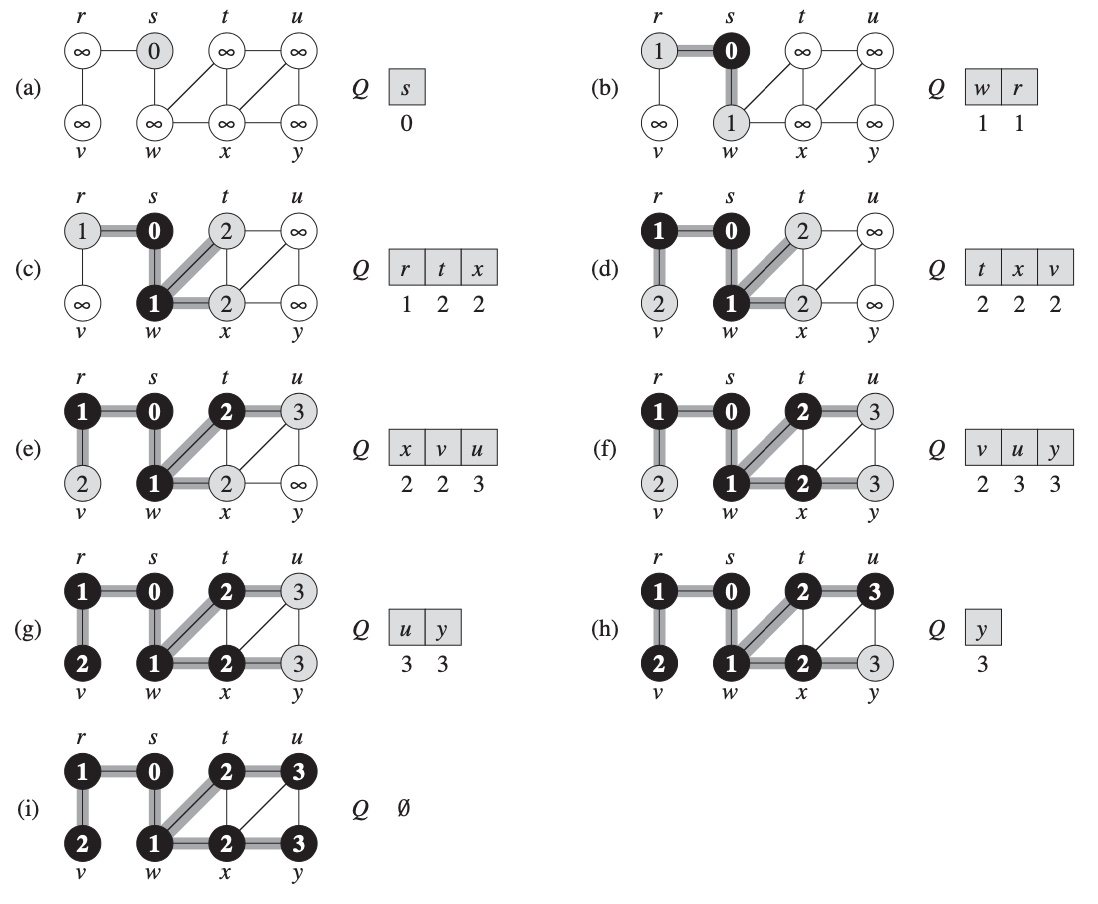 r s t u r s t u
∞ 0 ∞ ∞ 1 0 ∞ ∞
(a) Q s (b) Q w r
∞ ∞ ∞ ∞ 0 ∞ 1 ∞ ∞ 1 1
v w x y v w x y
r s t u r s t u
1 0 2 ∞ 1 0 2 ∞
(c) Q r t x (d) Q t x v
∞ 1 2 ∞ 1 2 2 2 1 2 ∞ 2 2 2
v w x y v w x y
r s t u r s t u
1 0 2 3 1 0 2 3
(e) Q x v u (f) Q v u y
2 1 2 ∞ 2 2 3 2 1 2 3 2 3 3
v w x y v w x y
r s t u r s t u
1 0 2 3 1 0 2 3
(g) Q u y (h) Q y
2 1 2 3 3 3 2 1 2 3 3
v w x y v w x y
r s t u
1 0 2 3
(i) Q ∅
2 1 2 3
v w x y